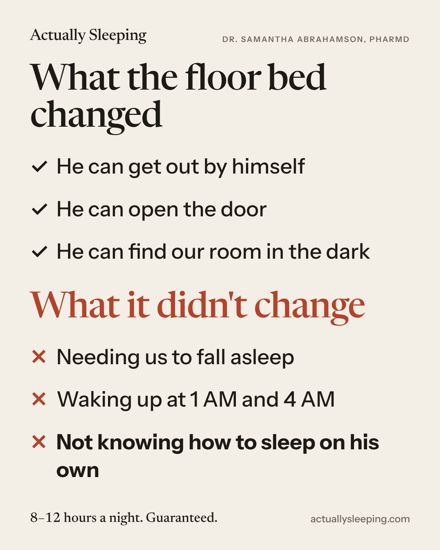 Actually Sleeping
DR. SAMANTHA ABRAHAMSON, PHARMD
What the floor bed
changed
✓ He can get out by himself
✓ He can open the door
✓ He can find our room in the dark
What it didn't change
✕ Needing us to fall asleep
✕ Waking up at 1 AM and 4 AM
✕ Not knowing how to sleep on his
own
8–12 hours a night. Guaranteed.
actuallysleeping.com